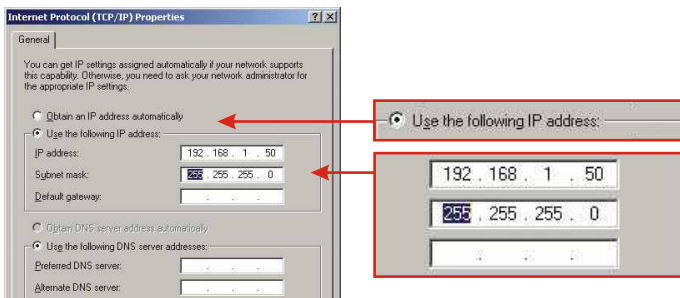 Internet Protocol (TCP/IP) Properties
General
You can get IP settings assigned automatically if your network supports
this capability. Otherwise, you need to ask your network administrator for
the appropriate IP settings.
Obtain an IP address automatically
Use the following IP address:
IP address: 192 . 168 . 1 . 50
Subnet mask: 255 . 255 . 255 . 0
Default gateway: . . .
Obtain DNS server address automatically
Use the following DNS server addresses:
Preferred DNS server: . . .
Alternate DNS server: . . .
Use the following IP address:
192 . 168 . 1 . 50
255 . 255 . 255 . 0
. . .